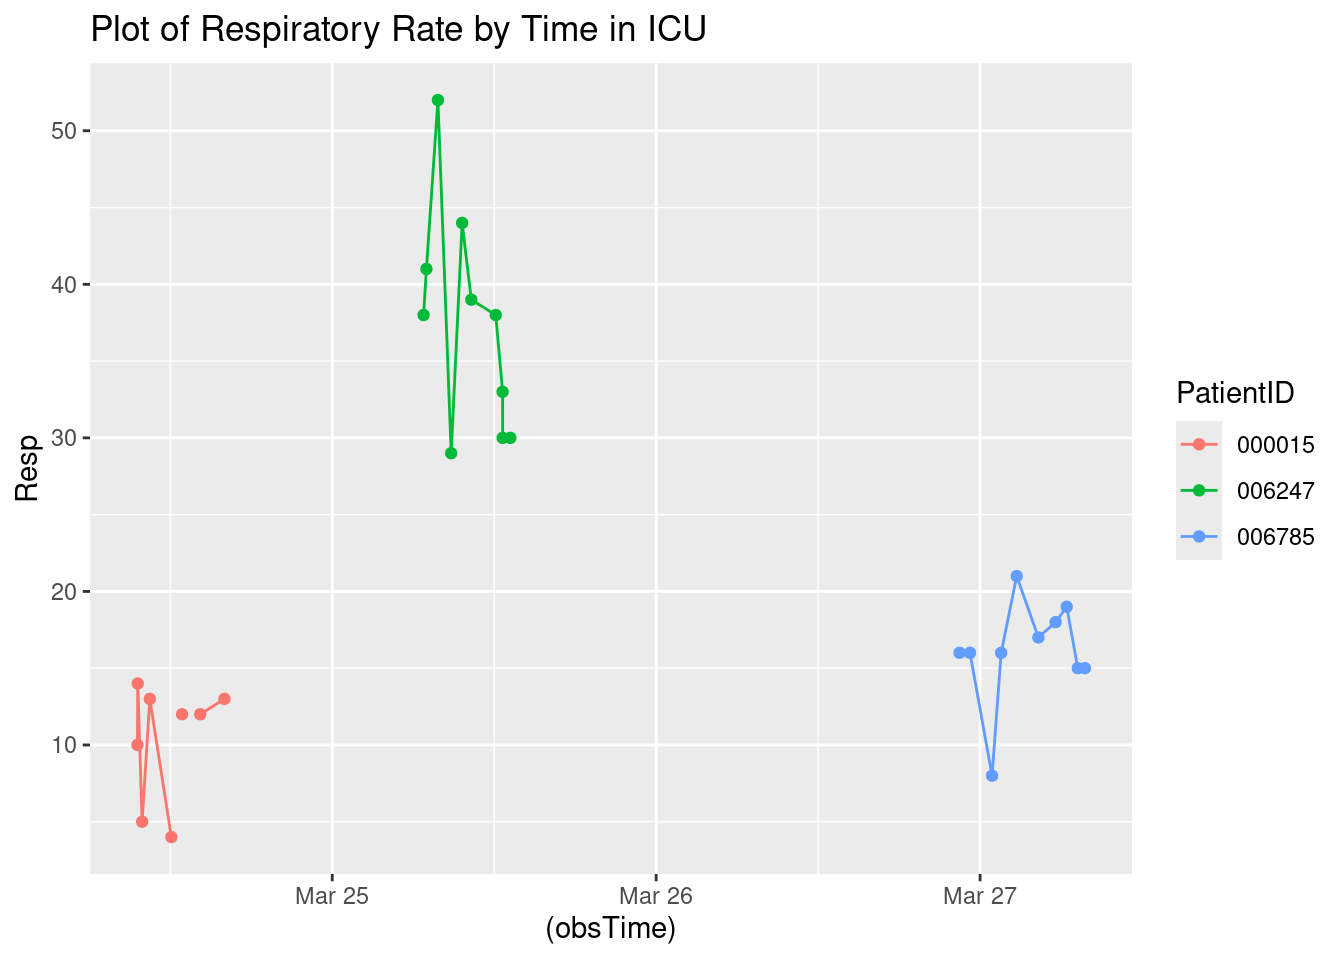 Plot of Respiratory Rate by Time in ICU
50
40
30
20
10
Resp
Mar 25
Mar 26
Mar 27
(obsTime)
PatientID
000015
006247
006785